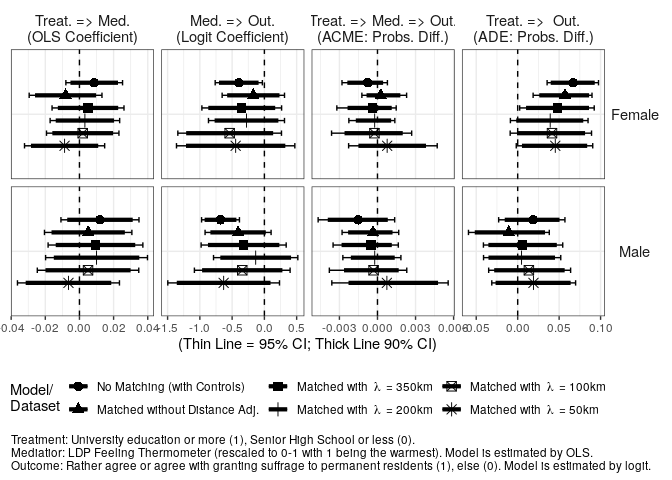 Treat. => Med.
(OLS Coefficient)
Med. => Out.
(Logit Coefficient)
Treat. => Med. => Out.
(ACME: Probs. Diff.)
Treat. => Out.
(ADE: Probs. Diff.)
Female
Male
-0.04 -0.02 0.00 0.02 0.04
-1.5 -1.0 -0.5 0.0 0.5
-0.003 0.000 0.003 0.006
-0.05 0.00 0.05 0.10
(Thin Line = 95% CI; Thick Line 90% CI)
Model/
Dataset
No Matching (with Controls)
Matched without Distance Adj.
Matched with λ = 350km
Matched with λ = 200km
Matched with λ = 100km
Matched with λ = 50km
Treatment: University education or more (1), Senior High School or less (0).
Mediatior: LDP Feeling Thermometer (rescaled to 0-1 with 1 being the warmest). Model is estimated by OLS.
Outcome: Rather agree or agree with granting suffrage to permanent residents (1), else (0). Model is estimated by logit.